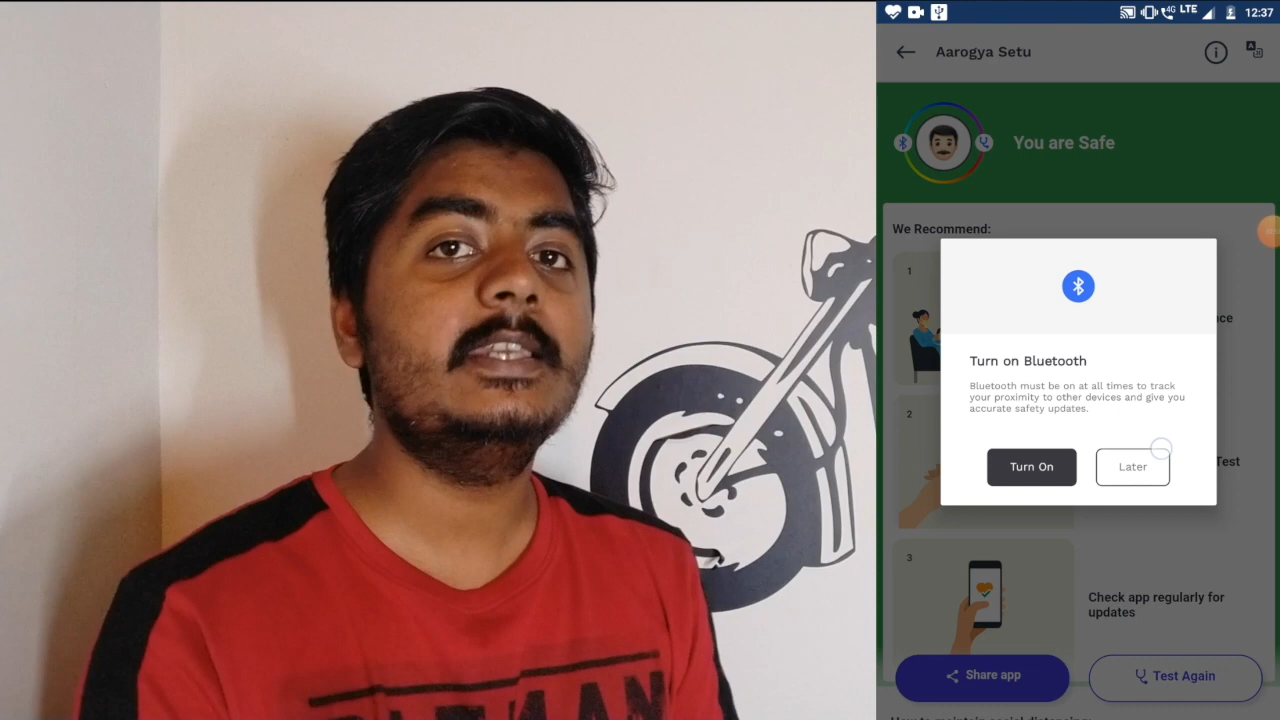 4G LTE 12:37
Aarogya Setu
You are Safe
We Recommend:
1
Turn on Bluetooth
Bluetooth must be on at all times to track
your proximity to other devices and give you
accurate safety updates.
Turn On
Later
2
Test
3
Check app regularly for
updates
Share app
Test Again